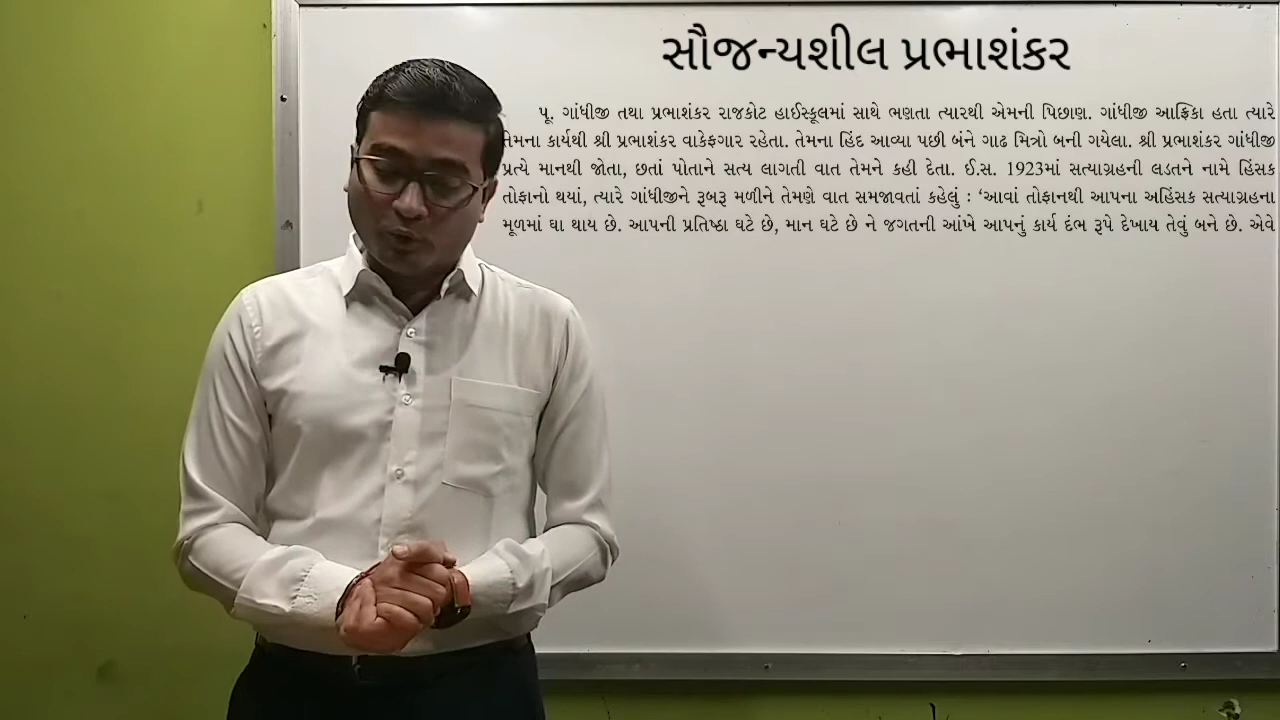 સૌજન્યશીલ પ્રભાશંકર
પૂ. ગાંધીજી તથા પ્રભાશંકર રાજકોટ હાઈસ્કૂલમાં સાથે ભણતા ત્યારથી એમની પિછાણ. ગાંધીજી આફ્રિકા હતા ત્યારે
તેમના કાર્યથી શ્રી પ્રભાશંકર વાકેફગાર રહેતા. તેમના હિંદ આવ્યા પછી બંને ગાઢ મિત્રો બની ગયેલા. શ્રી પ્રભાશંકર ગાંધીજી
પ્રત્યે માનથી જોતા, છતાં પોતાને સત્ય લાગતી વાત તેમને કહી દેતા. ઈ.સ. 1923માં સત્યાગ્રહની લડતને નામે હિંસક
તોફાનો થયાં, ત્યારે ગાંધીજીને રૂબરૂ મળીને તેમણે વાત સમજાવતાં કહેલું : ‘આવાં તોફાનથી આપના અહિંસક સત્યાગ્રહના
મૂળમાં ઘા થાય છે. આપની પ્રતિષ્ઠા ઘટે છે, માન ઘટે છે ને જગતની આંખે આપનું કાર્ય દંભ રૂપે દેખાય તેવું બને છે. એવે